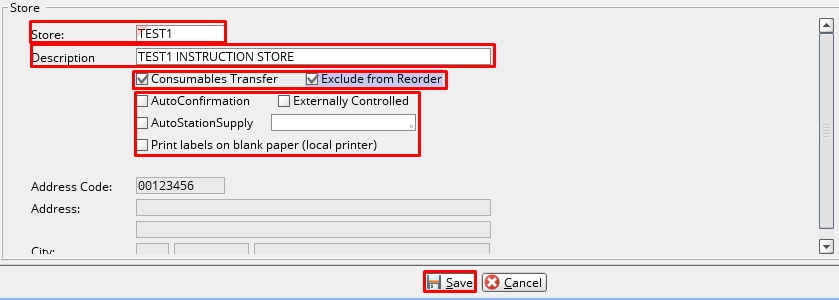 Store
Store: TEST1
Description TEST1 INSTRUCTION STORE
Consumables Transfer Exclude from Reorder
AutoConfirmation Externally Controlled
AutoStationSupply
Print labels on blank paper (local printer)
Address Code: 00123456
Address:
City:
Save Cancel